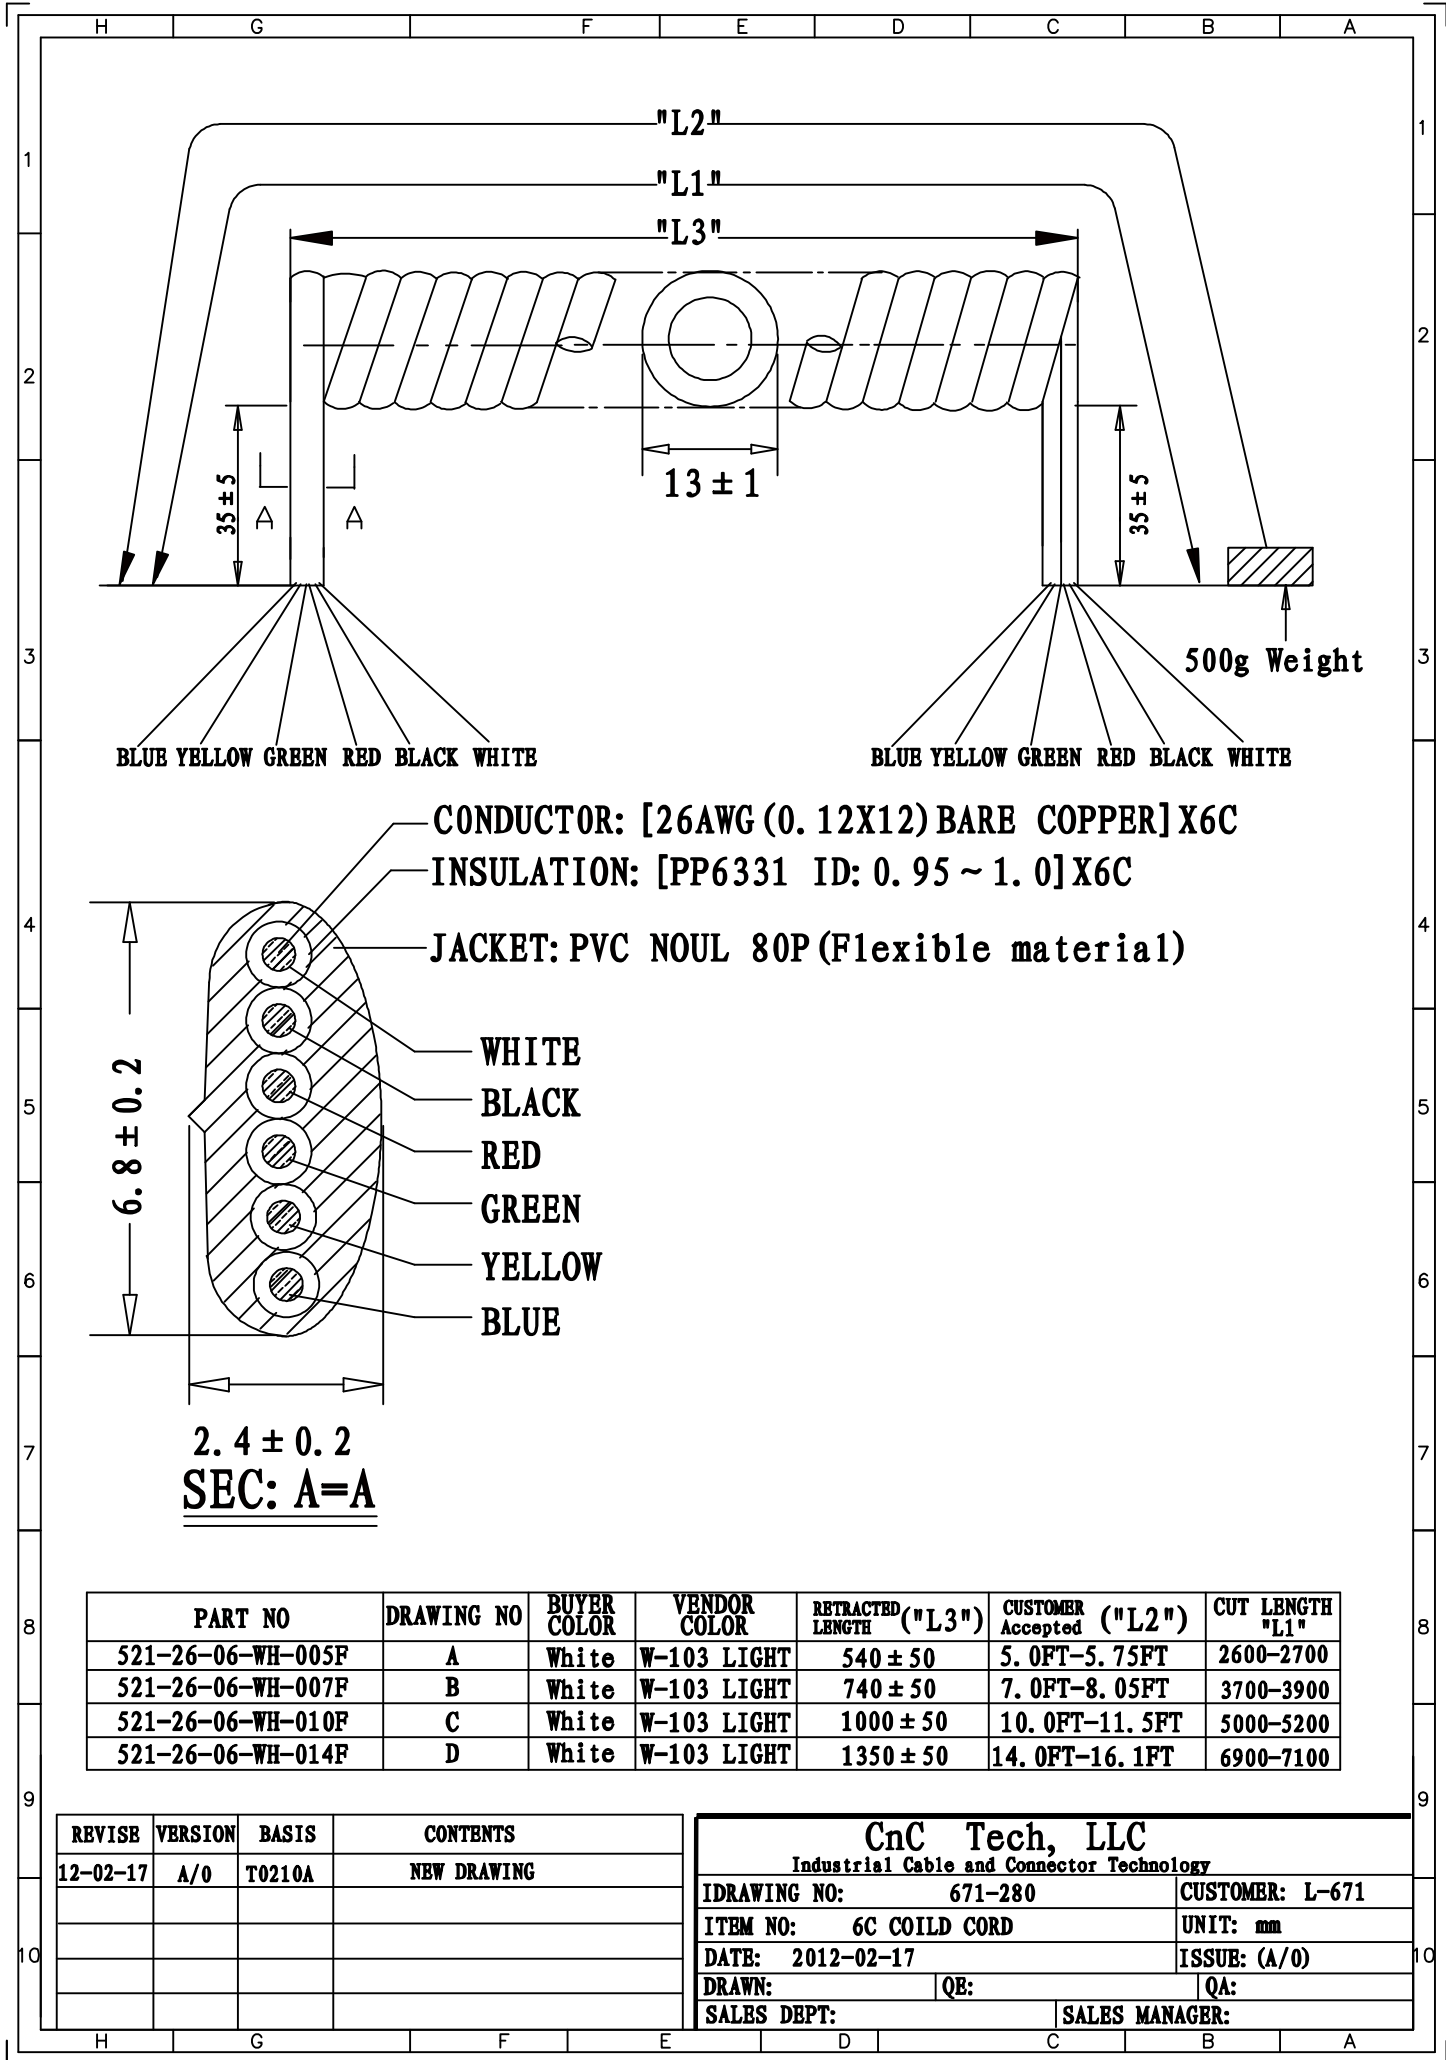 H G F E D C B A
1 1
"L2"
"L1"
"L3"
2 2
13±1
35±5 35±5
A A
3 3
500g Weight
BLUE YELLOW GREEN RED BLACK WHITE
BLUE YELLOW GREEN RED BLACK WHITE
CONDUCTOR: [26AWG(0.12X12)BARE COPPER]X6C
INSULATION: [PP6331 ID: 0.95~1.0]X6C
4 4
JACKET: PVC NOUL 80P(Flexible material)
WHITE
5 5
BLACK
6.8±0.2
RED
GREEN
YELLOW
6 6
BLUE
7 7
2.4±0.2
SEC: A=A
8 8
PART NO DRAWING NO BUYER COLOR VENDOR COLOR RETRACTED LENGTH ("L3") CUSTOMER Accepted ("L2") CUT LENGTH "L1"
521-26-06-WH-005F A White W-103 LIGHT 540±50 5.0FT-5.75FT 2600-2700
521-26-06-WH-007F B White W-103 LIGHT 740±50 7.0FT-8.05FT 3700-3900
521-26-06-WH-010F C White W-103 LIGHT 1000±50 10.0FT-11.5FT 5000-5200
521-26-06-WH-014F D White W-103 LIGHT 1350±50 14.0FT-16.1FT 6900-7100
9 9
REVISE VERSION BASIS CONTENTS
12-02-17 A/0 T0210A NEW DRAWING
CnC Tech, LLC
Industrial Cable and Connector Technology
IDRAWING NO: 671-280 CUSTOMER: L-671
ITEM NO: 6C COILD CORD UNIT: mm
10 10
DATE: 2012-02-17 ISSUE: (A/0)
DRAWN: QE: QA:
SALES DEPT: SALES MANAGER:
H G F E D C B A